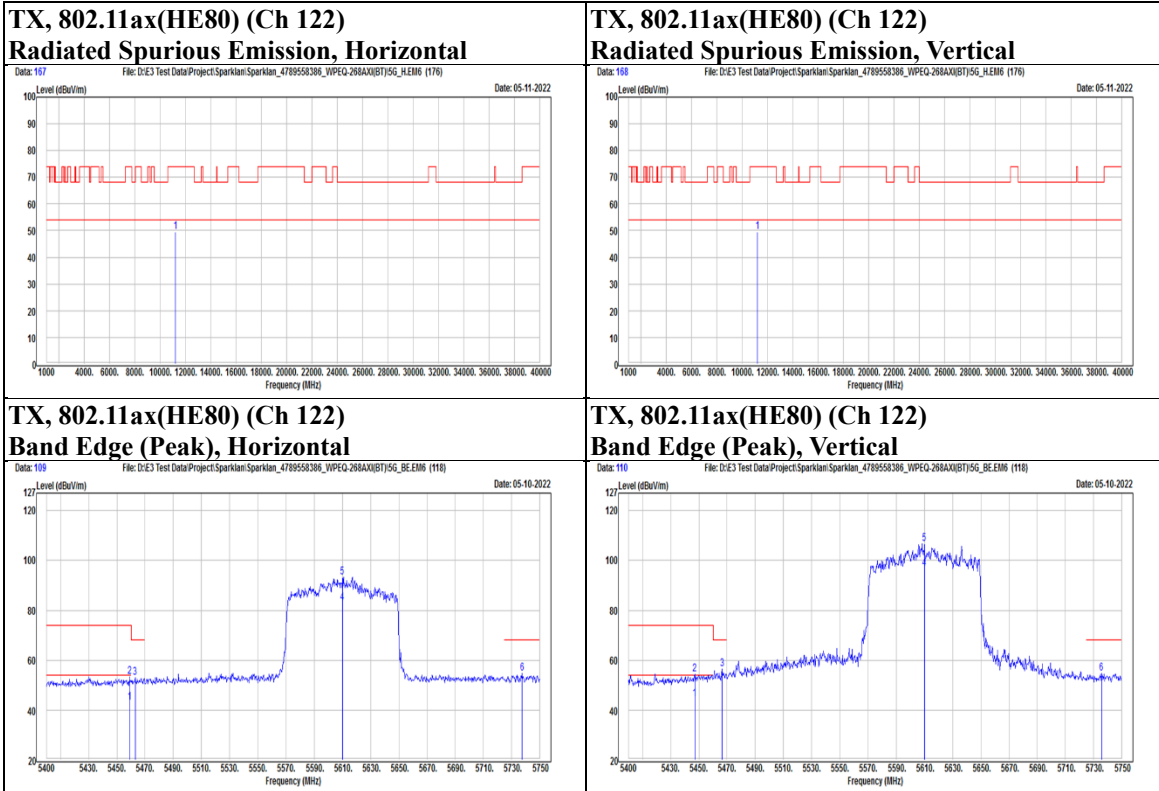 TX, 802.11ax(HE80) (Ch 122)
Radiated Spurious Emission, Horizontal
Data: 167 File: D:\E3 Test Data\Project\Sparklan\Sparklan_4789558386_WPEQ-268AXI(BT)\5G_H.EM6 (176)
Level (dBuV/m) Date: 05-11-2022
100
90
80
70
60
50
40
30
20
10
0
1
1000 4000. 6000. 8000. 10000. 12000. 14000. 16000. 18000. 20000. 22000. 24000. 26000. 28000. 30000. 32000. 34000. 36000. 38000. 40000
Frequency (MHz)
TX, 802.11ax(HE80) (Ch 122)
Radiated Spurious Emission, Vertical
Data: 168 File: D:\E3 Test Data\Project\Sparklan\Sparklan_4789558386_WPEQ-268AXI(BT)\5G_H.EM6 (176)
Level (dBuV/m) Date: 05-11-2022
100
90
80
70
60
50
40
30
20
10
0
1
1000 4000. 6000. 8000. 10000. 12000. 14000. 16000. 18000. 20000. 22000. 24000. 26000. 28000. 30000. 32000. 34000. 36000. 38000. 40000
Frequency (MHz)
TX, 802.11ax(HE80) (Ch 122)
Band Edge (Peak), Horizontal
Data: 109 File: D:\E3 Test Data\Project\Sparklan\Sparklan_4789558386_WPEQ-268AXI(BT)\5G_BE.EM6 (118)
127 Level (dBuV/m) Date: 05-10-2022
120
100
80
60
40
20
5
4
2 3
1
6
5400 5430. 5450. 5470. 5490. 5510. 5530. 5550. 5570. 5590. 5610. 5630. 5650. 5670. 5690. 5710. 5730. 5750
Frequency (MHz)
TX, 802.11ax(HE80) (Ch 122)
Band Edge (Peak), Vertical
Data: 110 File: D:\E3 Test Data\Project\Sparklan\Sparklan_4789558386_WPEQ-268AXI(BT)\5G_BE.EM6 (118)
127 Level (dBuV/m) Date: 05-10-2022
120
100
80
60
40
20
5
4
2 3
1
6
5400 5430. 5450. 5470. 5490. 5510. 5530. 5550. 5570. 5590. 5610. 5630. 5650. 5670. 5690. 5710. 5730. 5750
Frequency (MHz)